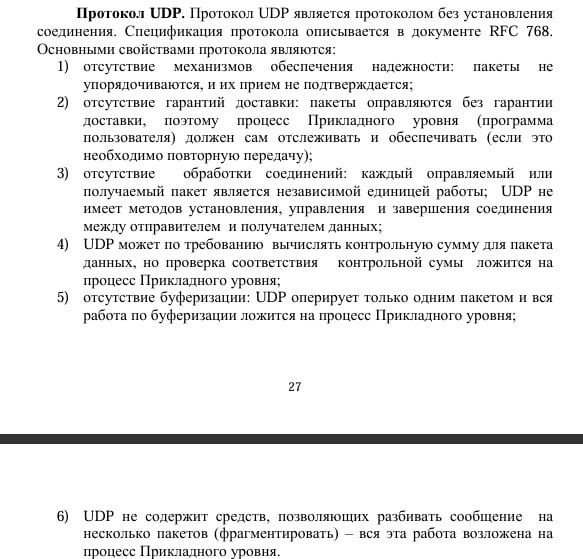 Протокол UDP. Протокол UDP является протоколом без установления
соединения. Спецификация протокола описывается в документе RFC 768.
Основными свойствами протокола являются:
1) отсутствие механизмов обеспечения надежности: пакеты не
упорядочиваются, и их прием не подтверждается;
2) отсутствие гарантий доставки: пакеты оправляются без гарантии
доставки, поэтому процесс Прикладного уровня (программа
пользователя) должен сам отслеживать и обеспечивать (если это
необходимо повторную передачу);
3) отсутствие обработки соединений: каждый оправляемый или
получаемый пакет является независимой единицей работы; UDP не
имеет методов установления, управления и завершения соединения
между отправителем и получателем данных;
4) UDP может по требованию вычислять контрольную сумму для пакета
данных, но проверка соответствия контрольной сумы ложится на
процесс Прикладного уровня;
5) отсутствие буферизации: UDP оперирует только одним пакетом и вся
работа по буферизации ложится на процесс Прикладного уровня;
27
6) UDP не содержит средств, позволяющих разбивать сообщение на
несколько пакетов (фрагментировать) – вся эта работа возложена на
процесс Прикладного уровня.